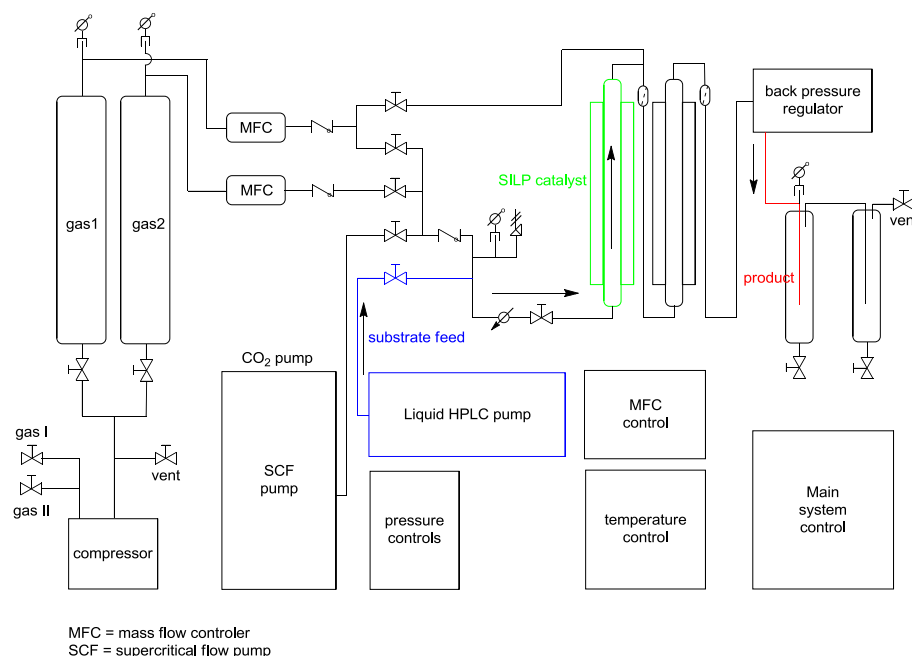 MFC
back pressure
regulator
SILP catalyst
MFC
gas1
gas2
vent
product
substrate feed
CO2 pump
Liquid HPLC pump
MFC
control
gas I
SCF
pump
vent
gas II
pressure
controls
temperature
control
Main
system
control
compressor
MFC = mass flow controler
SCF = supercritical flow pump